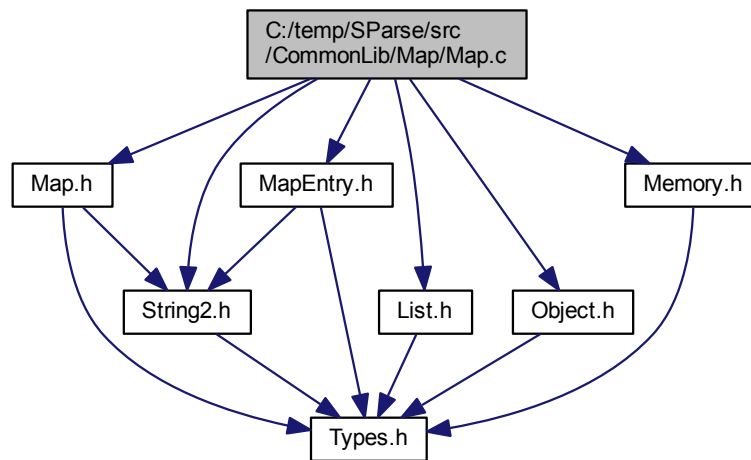 C:/temp/SParse/src
/CommonLib/Map/Map.c
Map.h
MapEntry.h
Memory.h
String2.h
List.h
Object.h
Types.h